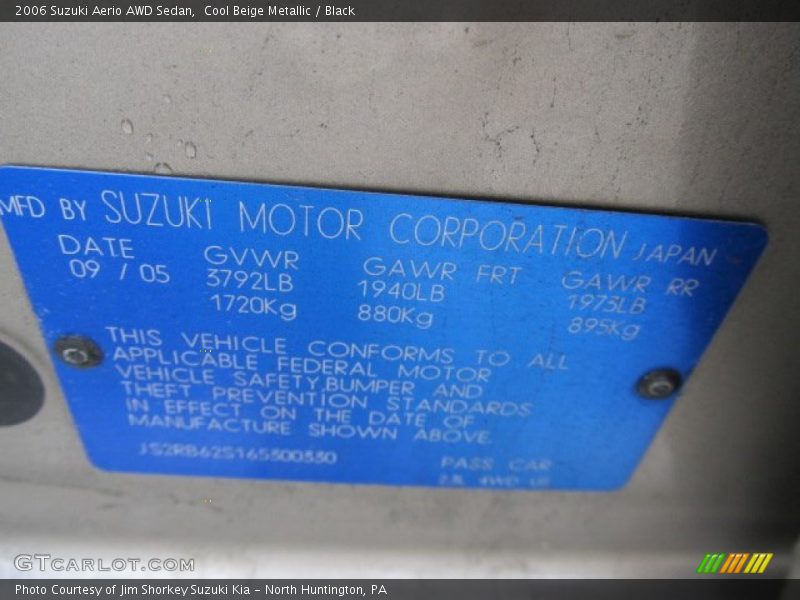 2006 Suzuki Aerio AWD Sedan,  Cool Beige Metallic / Black
MFD BY SUZUKI MOTOR CORPORATION JAPAN
DATE GVWR GAWR FRT GAWR RR
09 / 05 3792LB 1940LB 1973LB
1720Kg 880Kg 895Kg
THIS VEHICLE CONFORMS TO ALL
APPLICABLE FEDERAL MOTOR
VEHICLE SAFETY,BUMPER AND
THEFT PREVENTION STANDARDS
IN EFFECT ON THE DATE OF
MANUFACTURE SHOWN ABOVE
PASS CAR
4WD
GTCARLOT.COM
Photo Courtesy of Jim Shorkey Suzuki Kia – North Huntington, PA